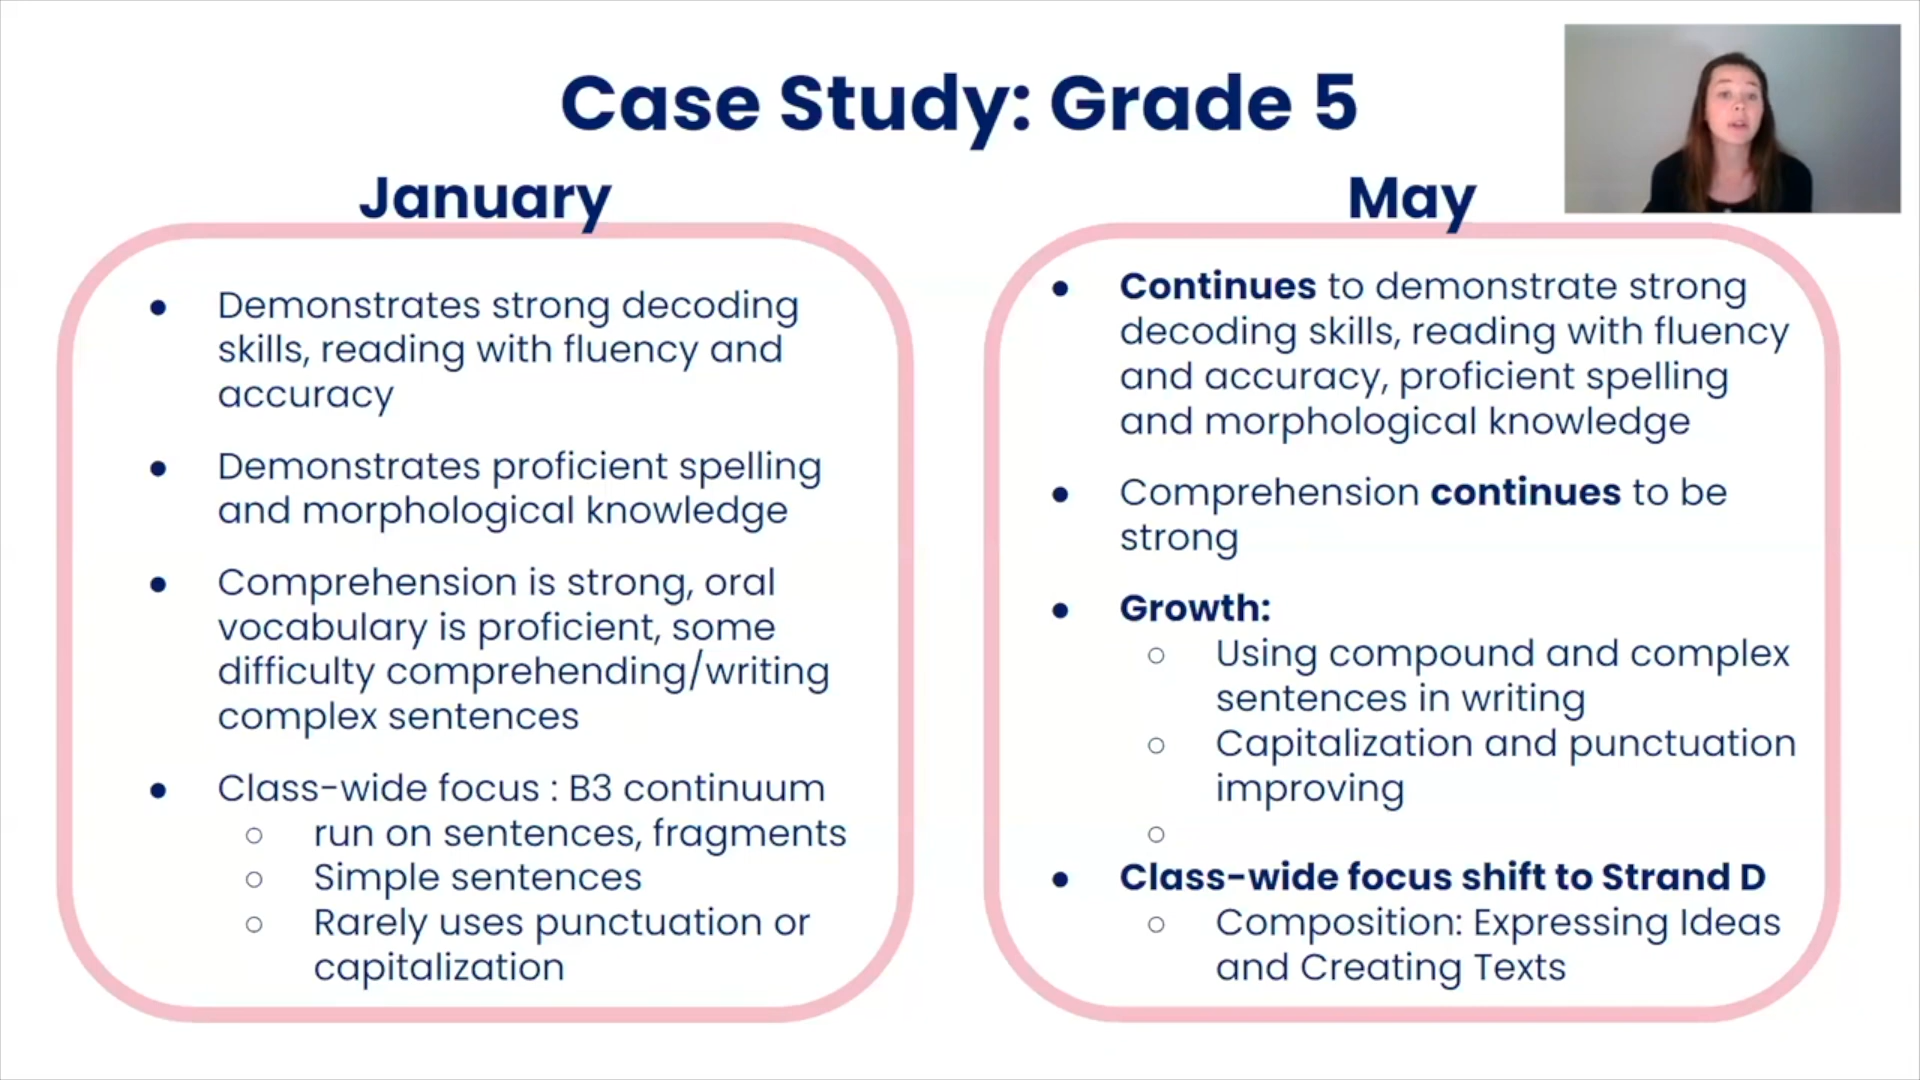 Case Study: Grade 5
January
● Demonstrates strong decoding
skills, reading with fluency and
accuracy
● Demonstrates proficient spelling
and morphological knowledge
● Comprehension is strong, oral
vocabulary is proficient, some
difficulty comprehending/writing
complex sentences
● Class-wide focus : B3 continuum
○ run on sentences, fragments
○ Simple sentences
○ Rarely uses punctuation or
capitalization
May
● Continues to demonstrate strong
decoding skills, reading with fluency
and accuracy, proficient spelling
and morphological knowledge
● Comprehension continues to be
strong
● Growth:
○ Using compound and complex
sentences in writing
○ Capitalization and punctuation
improving
○
● Class-wide focus shift to Strand D
○ Composition: Expressing Ideas
and Creating Texts